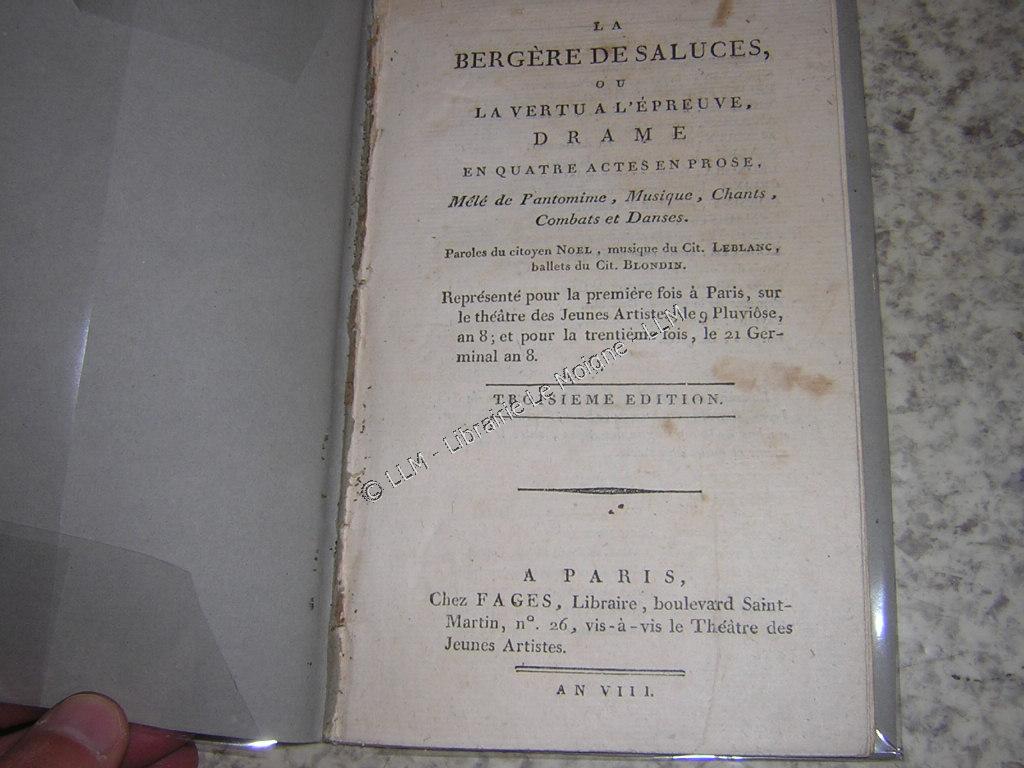 LA
BERGÈRE DE SALUCES,
OU
LA VERTU A L'ÉPREUVE,
DRAME
EN QUATRE ACTES EN PROSE,
Mêlé de Pantomime, Musique, Chants,
Combats et Danses.
Paroles du citoyen NOEL, musique du Cit. LEBLANC,
ballets du Cit. BLONDIN.
Représenté pour la première fois à Paris, sur
le théâtre des Jeunes Artistes, le 9 Pluviôse,
an 8; et pour la trentième fois, le 21 Ger-
minal an 8.
TROISIEME EDITION.
© LLM - Librairie Le Moigne - LLM
A PARIS,
Chez FAGES, Libraire, boulevard Saint-
Martin, n°. 26, vis-à-vis le Théâtre des
Jeunes Artistes.
AN VIII.